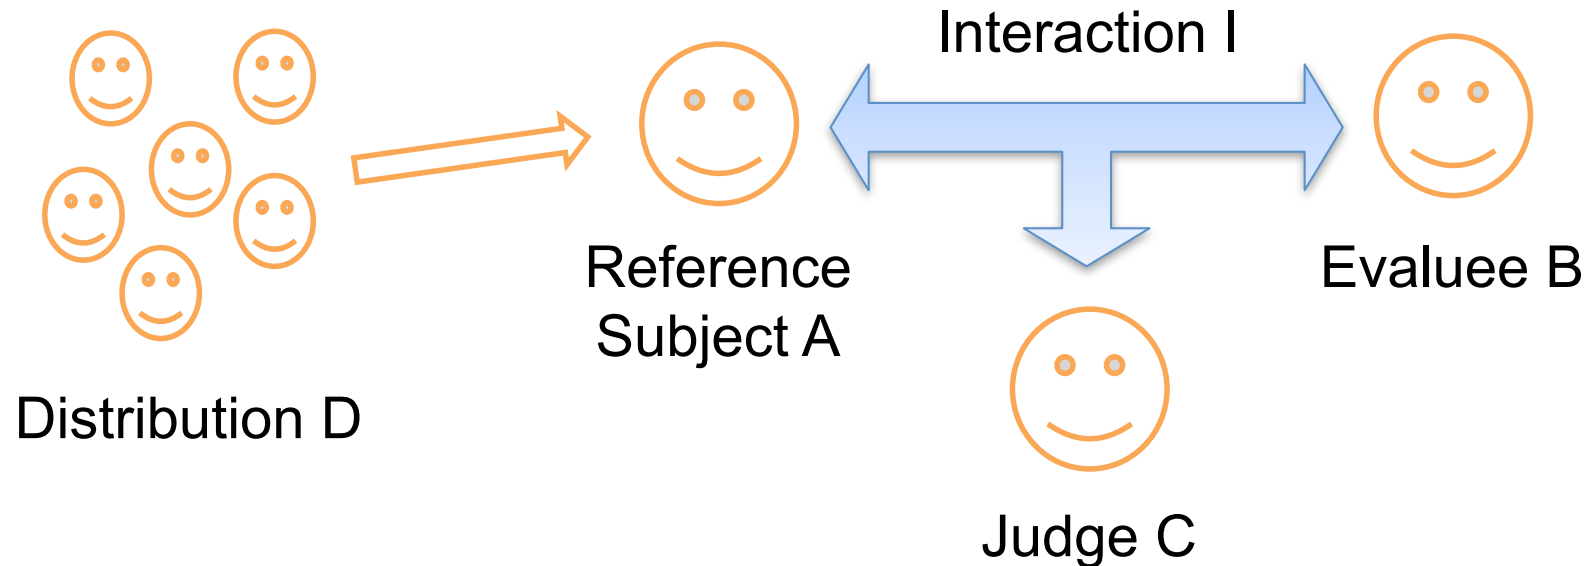 Interaction I
Reference
Subject A
Evaluee B
Distribution D
Judge C